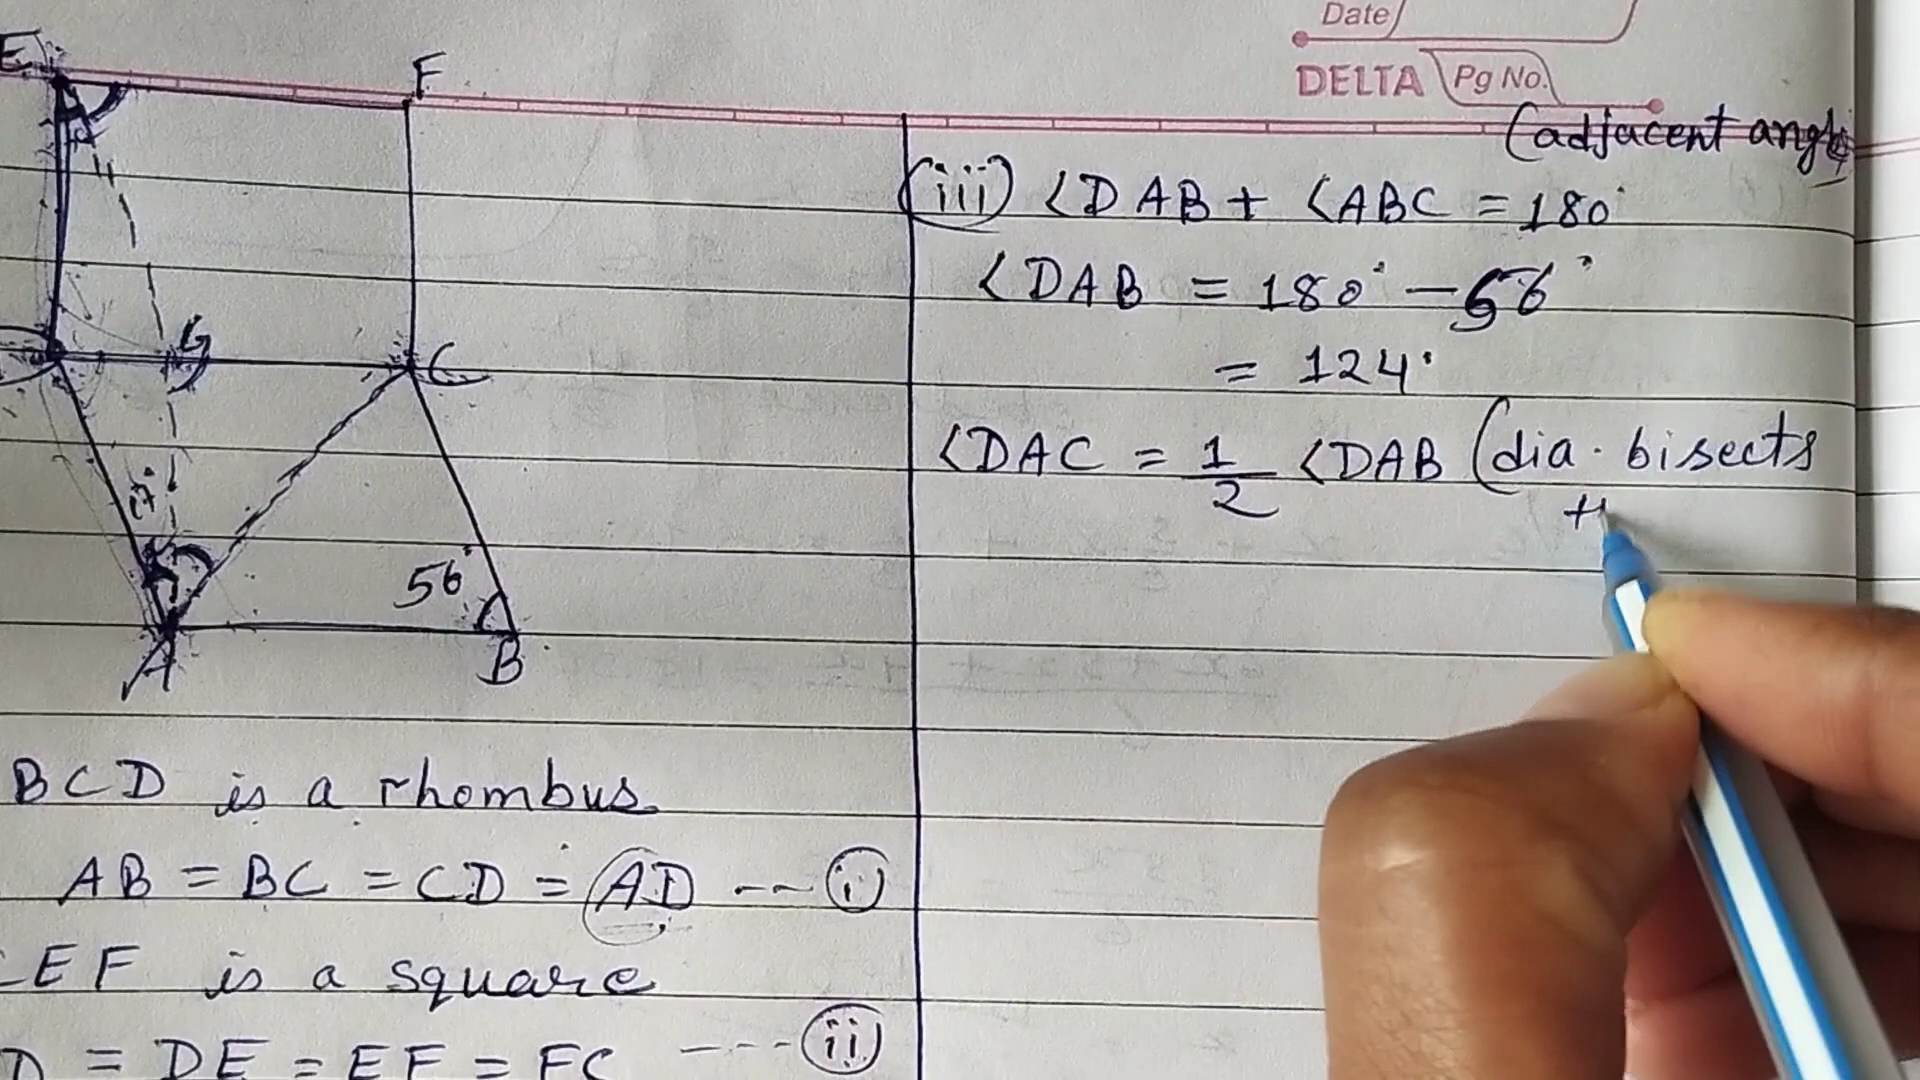 Date
DELTA Pg No.
E
F
G
C
17°
56°
A
B
BCD is a rhombus
AB = BC = CD = AD --- (i)
EF is a square
D = DE = EF = FC ---- (ii)
(adjacent angle
(iii) ∠DAB + ∠ABC = 180°
∠DAB = 180° - 56°
= 124°
∠DAC = 1/2 ∠DAB (dia. bisects